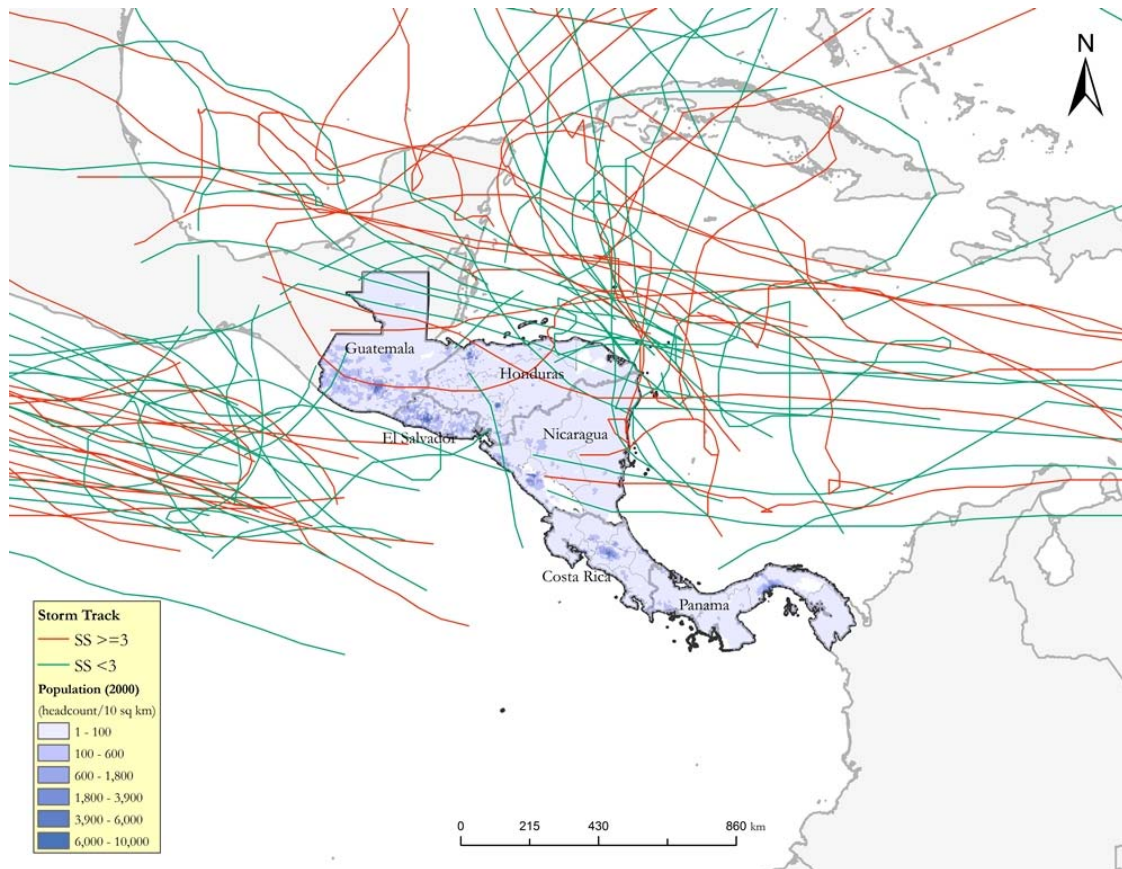 N
Guatemala
Honduras
El Salvador
Nicaragua
Costa Rica
Panama
Storm Track
SS >=3
SS <3
Population (2000)
(headcount/10 sq km)
1 - 100
100 - 600
600 - 1,800
1,800 - 3,900
3,900 - 6,000
6,000 - 10,000
0 215 430 860 km